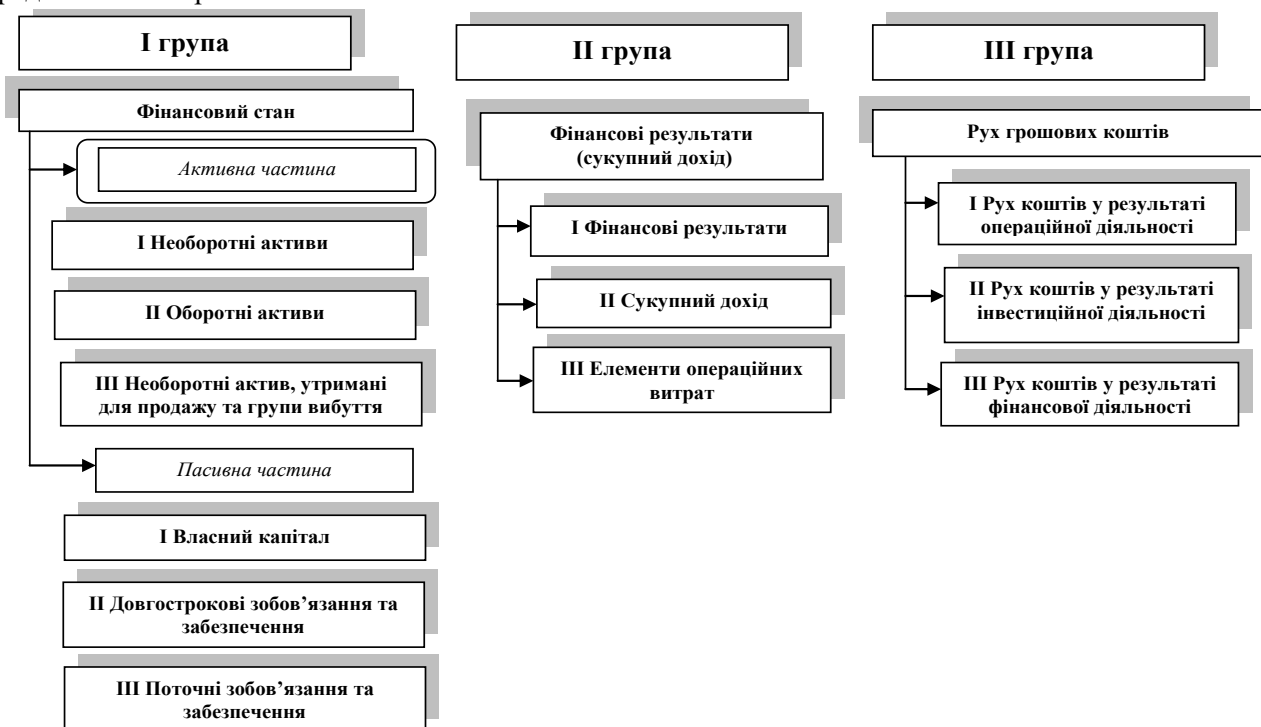 І група
Фінансовий стан
Активна частина
І Необоротні активи
ІІ Оборотні активи
ІІІ Необоротні актив, утримані
для продажу та групи вибуття
Пасивна частина
І Власний капітал
ІІ Довгострокові зобов’язання та
забезпечення
ІІІ Поточні зобов’язання та
забезпечення
ІІ група
Фінансові результати
(сукупний дохід)
І Фінансові результати
ІІ Сукупний дохід
ІІІ Елементи операційних
витрат
ІІІ група
Рух грошових коштів
І Рух коштів у результаті
операційної діяльності
ІІ Рух коштів у результаті
інвестиційної діяльності
ІІІ Рух коштів у результаті
фінансової діяльності